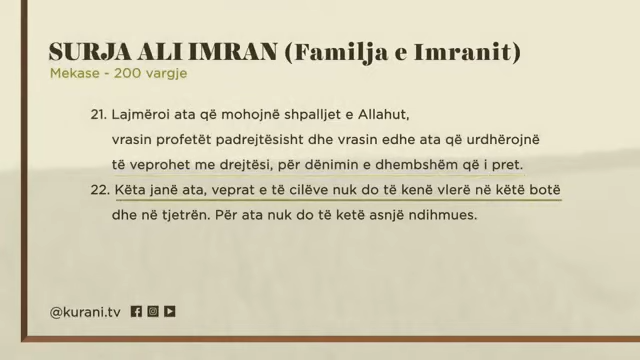 SURJA ALI IMRAN (Familja e Imranit)
Mekase - 200 vargje
21. Lajmëroi ata që mohojnë shpalljet e Allahut,
vrasin profetët padrejtësisht dhe vrasin edhe ata që urdhërojnë
të veprohet me drejtësi, për dënimin e dhembshëm që i pret.
22. Këta janë ata, veprat e të cilëve nuk do të kenë vlerë në këtë botë
dhe në tjetrën. Për ata nuk do të ketë asnjë ndihmues.
@kurani.tv